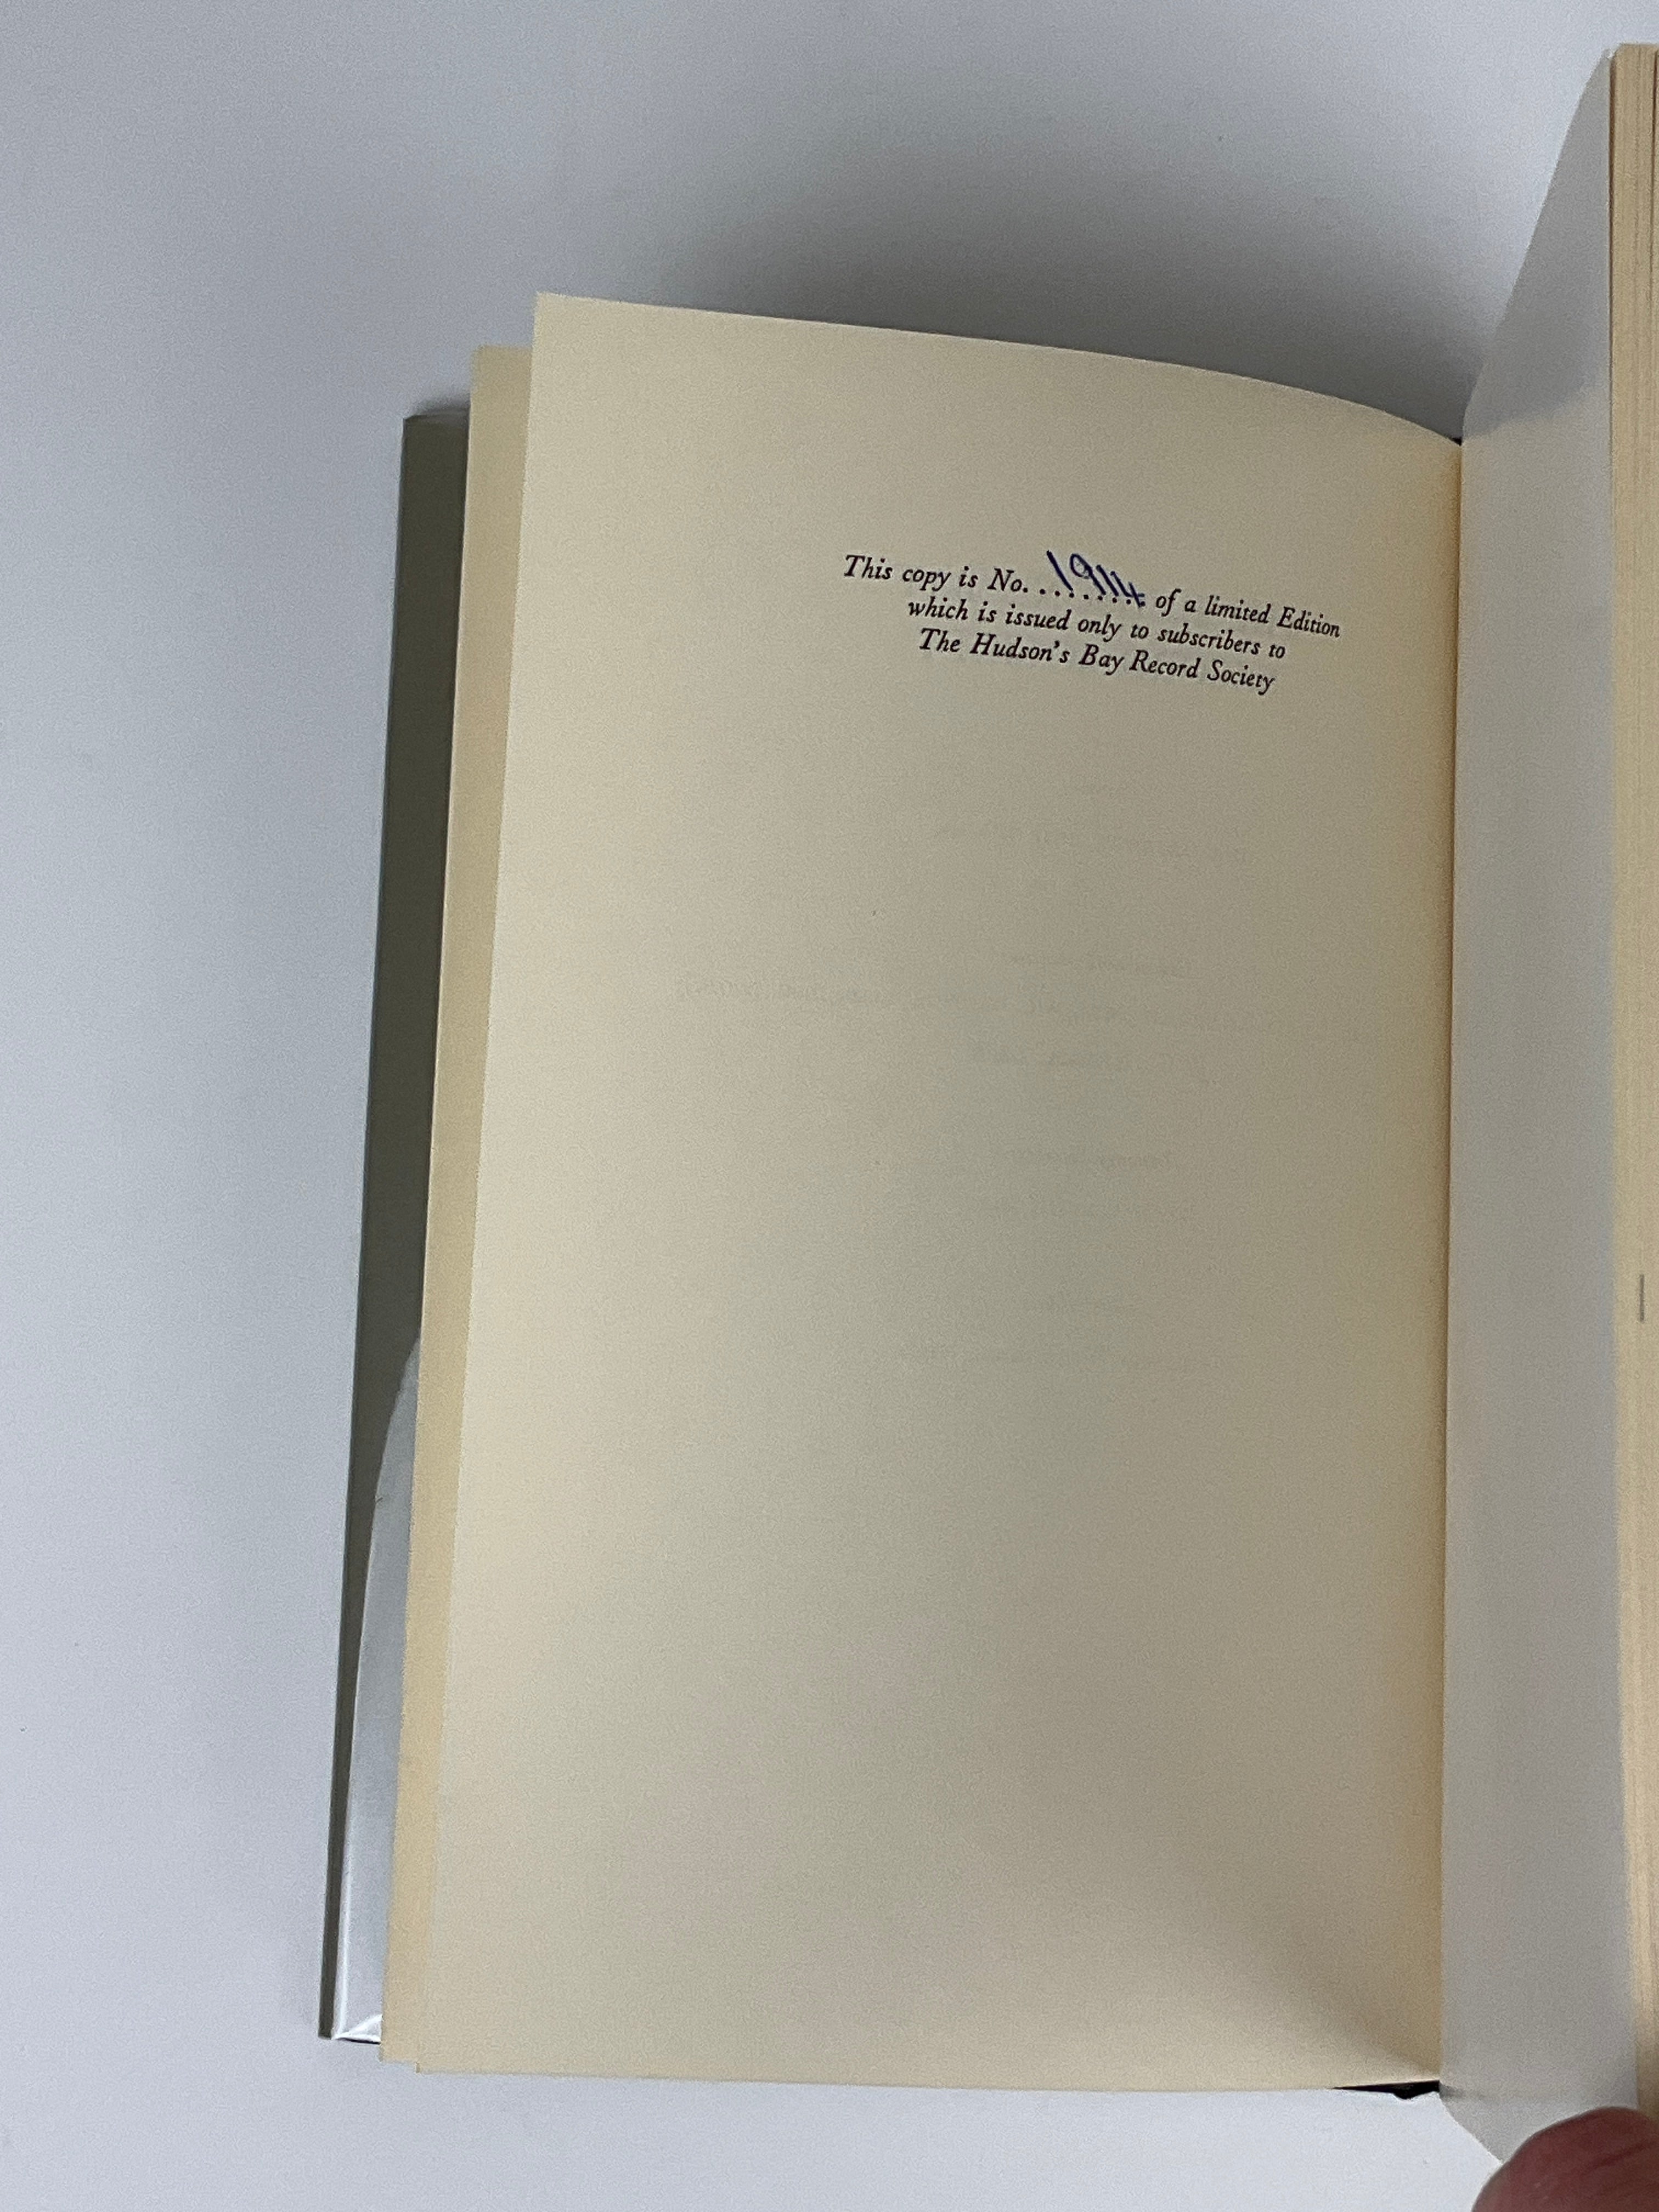 This copy is No. ..1914.. of a limited Edition
which is issued only to subscribers to
The Hudson's Bay Record Society